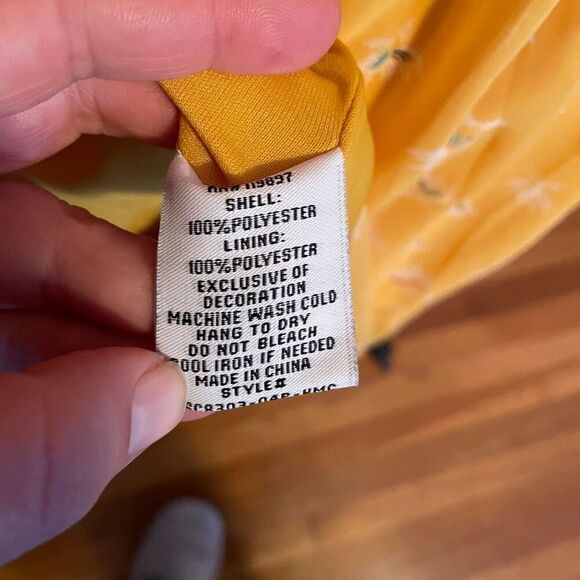 119897
SHELL:
100%POLYESTER
LINING:
100%POLYESTER
EXCLUSIVE OF
DECORATION
MACHINE WASH COLD
HANG TO DRY
DO NOT BLEACH
COOL IRON IF NEEDED
MADE IN CHINA
STYLE#